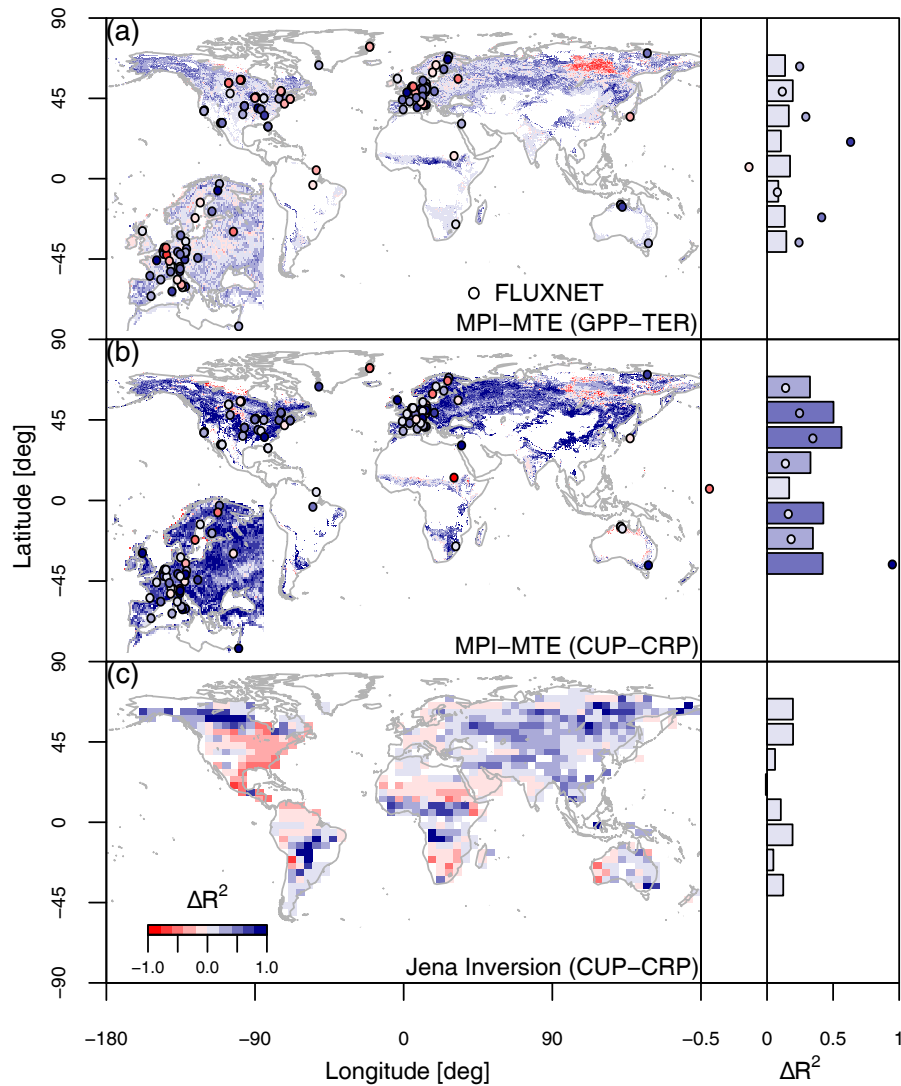 90
(a)
45
0
-45
FLUXNET
MPI−MTE (GPP−TER)
90
(b)
45
0
-45
MPI−MTE (CUP−CRP)
90
(c)
45
0
-45
ΔR²
−1.0 0.0 1.0
Jena Inversion (CUP−CRP)
−90
Latitude [deg]
−180 −90 0 90 −0.5 0 1
Longitude [deg] ΔR²